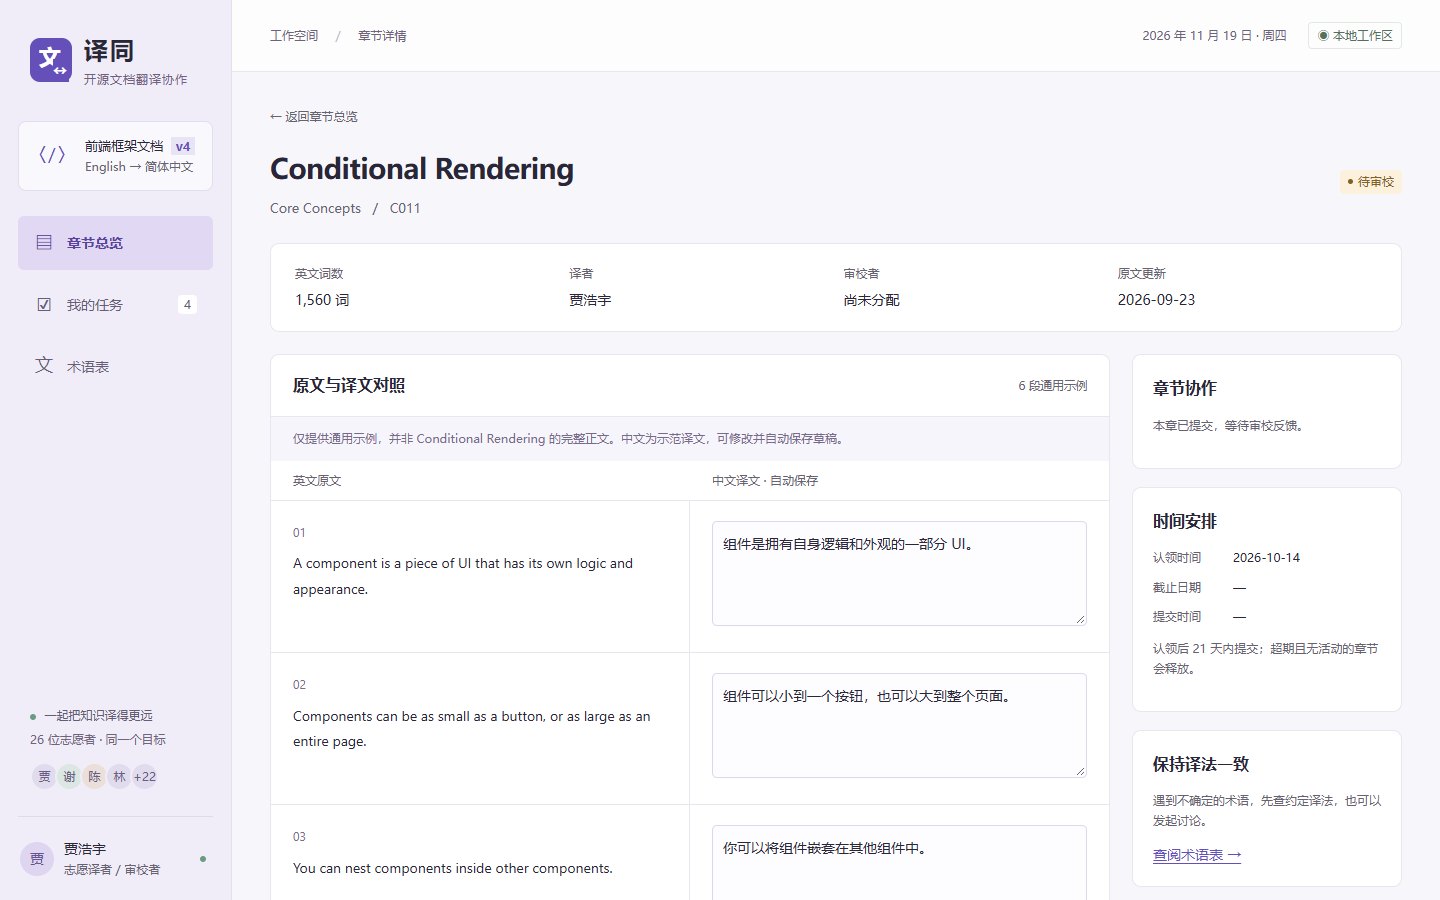 译同
开源文档翻译协作
前端框架文档 v4
English → 简体中文
章节总览
我的任务 4
术语表
一起把知识译得更远
26 位志愿者 · 同一个目标
贾 谢 陈 林 +22
贾 贾浩宇
志愿译者 / 审校者
工作空间 / 章节详情
2026 年 11 月 19 日 · 周四
本地工作区
← 返回章节总览
Conditional Rendering
Core Concepts / C011
待审校
英文词数
1,560 词
译者
贾浩宇
审校者
尚未分配
原文更新
2026-09-23
原文与译文对照
6 段通用示例
仅提供通用示例，并非 Conditional Rendering 的完整正文。中文为示范译文，可修改并自动保存草稿。
英文原文
中文译文 · 自动保存
01
A component is a piece of UI that has its own logic and
appearance.
组件是拥有自身逻辑和外观的一部分 UI。
02
Components can be as small as a button, or as large as an
entire page.
组件可以小到一个按钮，也可以大到整个页面。
03
You can nest components inside other components.
你可以将组件嵌套在其他组件中。
章节协作
本章已提交，等待审校反馈。
时间安排
认领时间 2026-10-14
截止日期 —
提交时间 —
认领后 21 天内提交；超期且无活动的章节
会释放。
保持译法一致
遇到不确定的术语，先查约定译法，也可以
发起讨论。
查阅术语表 →